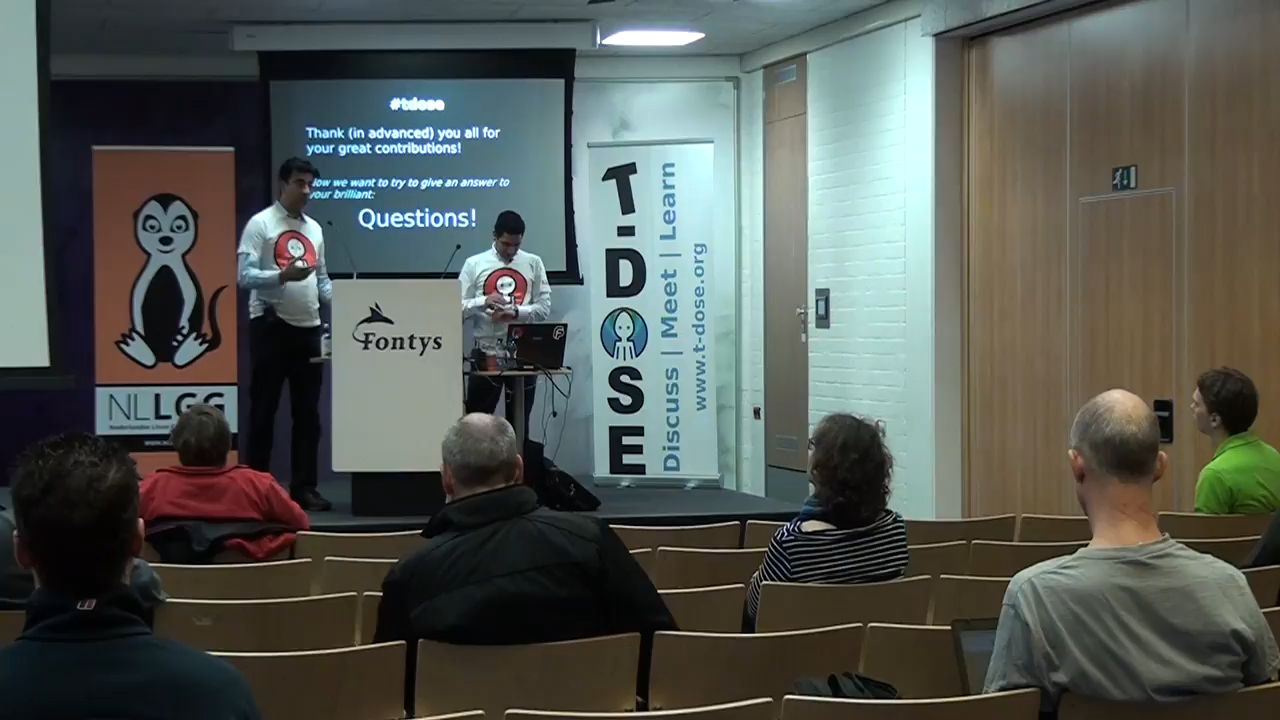 #tdose
Thank (in advanced) you all for
your great contributions!
Now we want to try to give an answer to
your brilliant:
Questions!
Fontys
NLLGG
T-DOSE
Discuss | Meet | Learn
www.t-dose.org